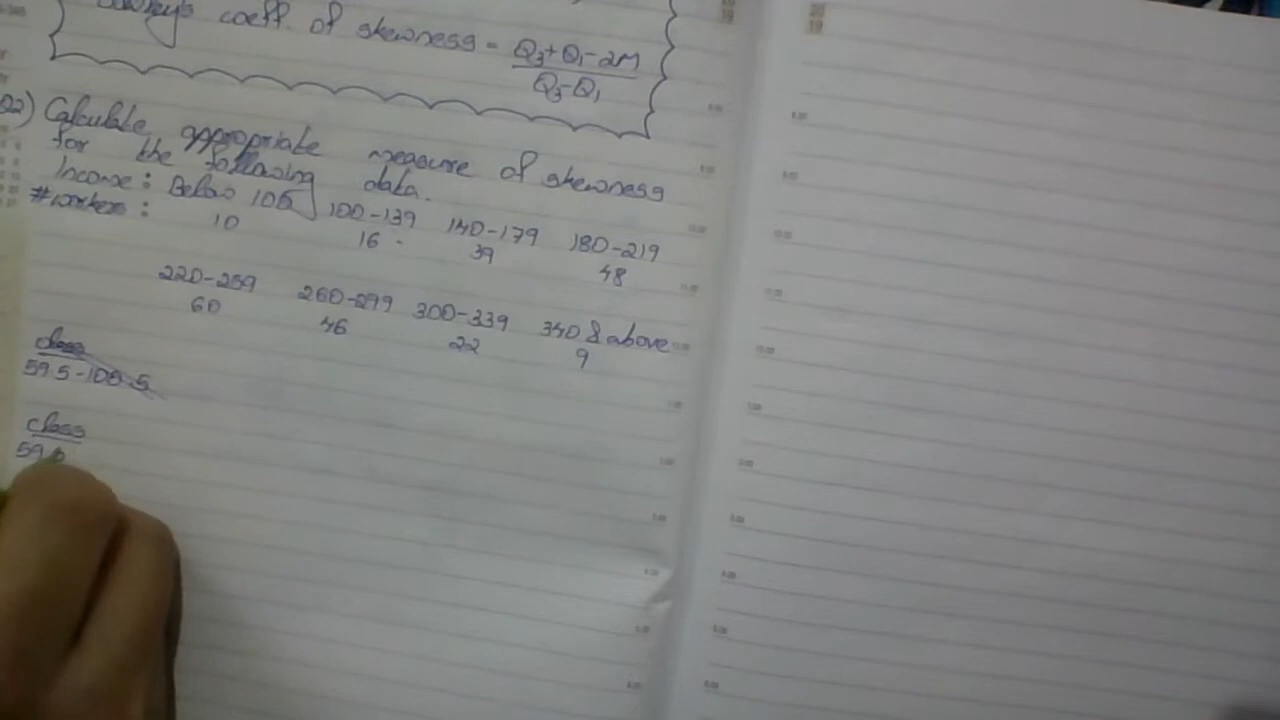 coeff. of skewness = Q3+Q1-2M
Q3-Q1
Q2) Calculate appropriate measure of skewness
for the following data.
Income: Below 100 100-139 140-179 180-219
#workers: 10 16 39 48
220-259 260-299 300-339 340 & above
60 46 22 9
class
59.5-100.5
class
59.5